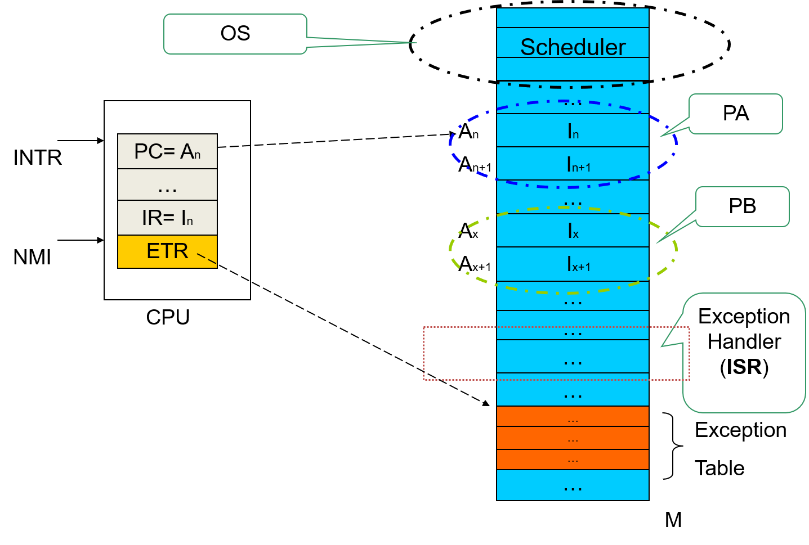 OS
Scheduler
...
PA
Aₙ Iₙ
Aₙ₊₁ Iₙ₊₁
...
PB
Aₓ Iₓ
Aₓ₊₁ Iₓ₊₁
...
...
...
...
Exception
Handler
(ISR)
...
...
...
Exception
Table
...
M
INTR
NMI
PC= Aₙ
...
IR= Iₙ
ETR
CPU